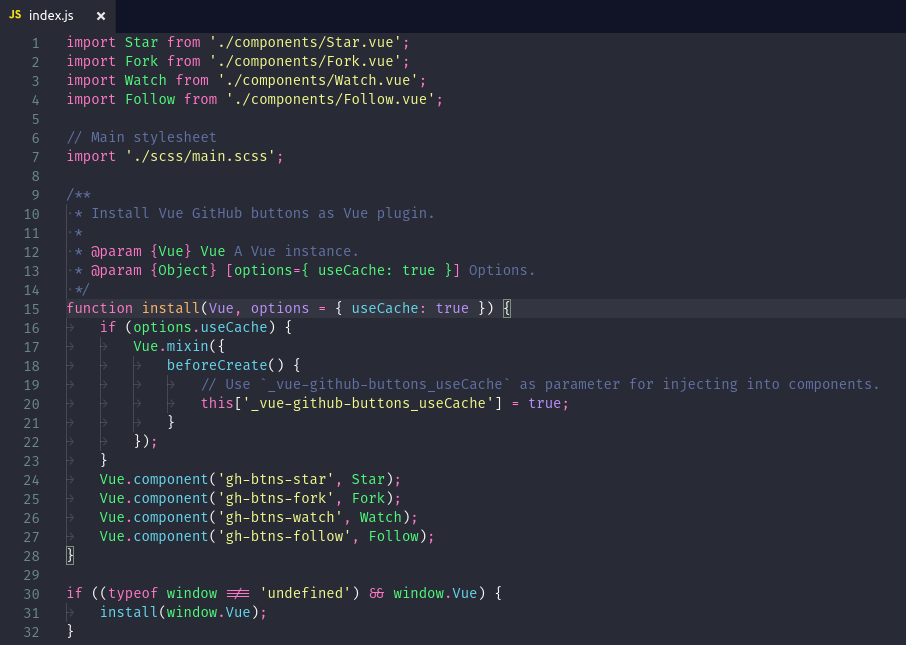 JS index.js ×
1 import Star from './components/Star.vue';
2 import Fork from './components/Fork.vue';
3 import Watch from './components/Watch.vue';
4 import Follow from './components/Follow.vue';
5
6 // Main stylesheet
7 import './scss/main.scss';
8
9 /**
10  * Install Vue GitHub buttons as Vue plugin.
11  *
12  * @param {Vue} Vue A Vue instance.
13  * @param {Object} [options={ useCache: true }] Options.
14  */
15 function install(Vue, options = { useCache: true }) {
16     if (options.useCache) {
17         Vue.mixin({
18             beforeCreate() {
19                 // Use `_vue-github-buttons_useCache` as parameter for injecting into components.
20                 this['_vue-github-buttons_useCache'] = true;
21             }
22         });
23     }
24     Vue.component('gh-btns-star', Star);
25     Vue.component('gh-btns-fork', Fork);
26     Vue.component('gh-btns-watch', Watch);
27     Vue.component('gh-btns-follow', Follow);
28 }
29
30 if ((typeof window !== 'undefined') && window.Vue) {
31     install(window.Vue);
32 }